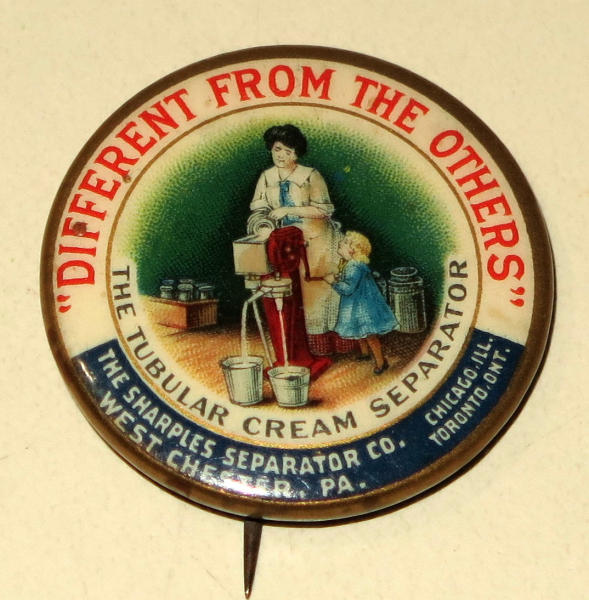 "DIFFERENT FROM THE OTHERS"
THE TUBULAR CREAM SEPARATOR
THE SHARPLES SEPARATOR CO.
WEST CHESTER, PA.
CHICAGO, ILL.
TORONTO, ONT.